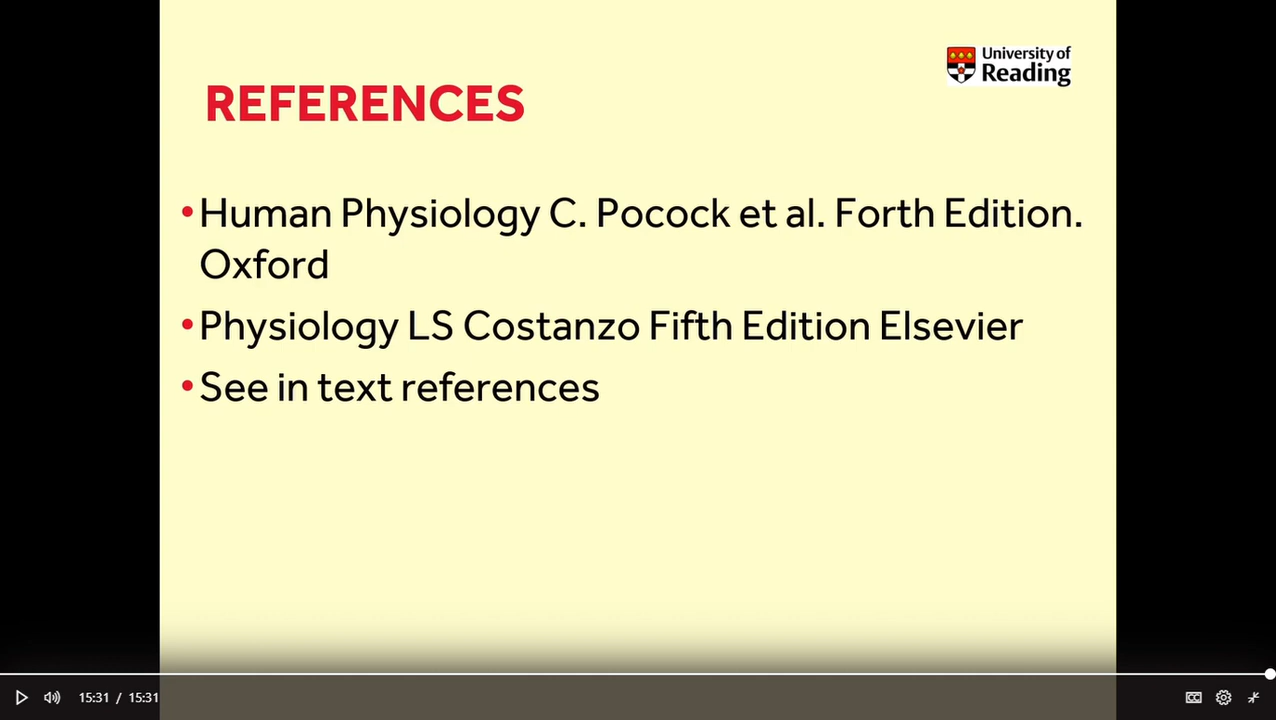 University of
Reading
REFERENCES
•Human Physiology C. Pocock et al. Forth Edition.
Oxford
•Physiology LS Costanzo Fifth Edition Elsevier
•See in text references
15:31 / 15:31
CC